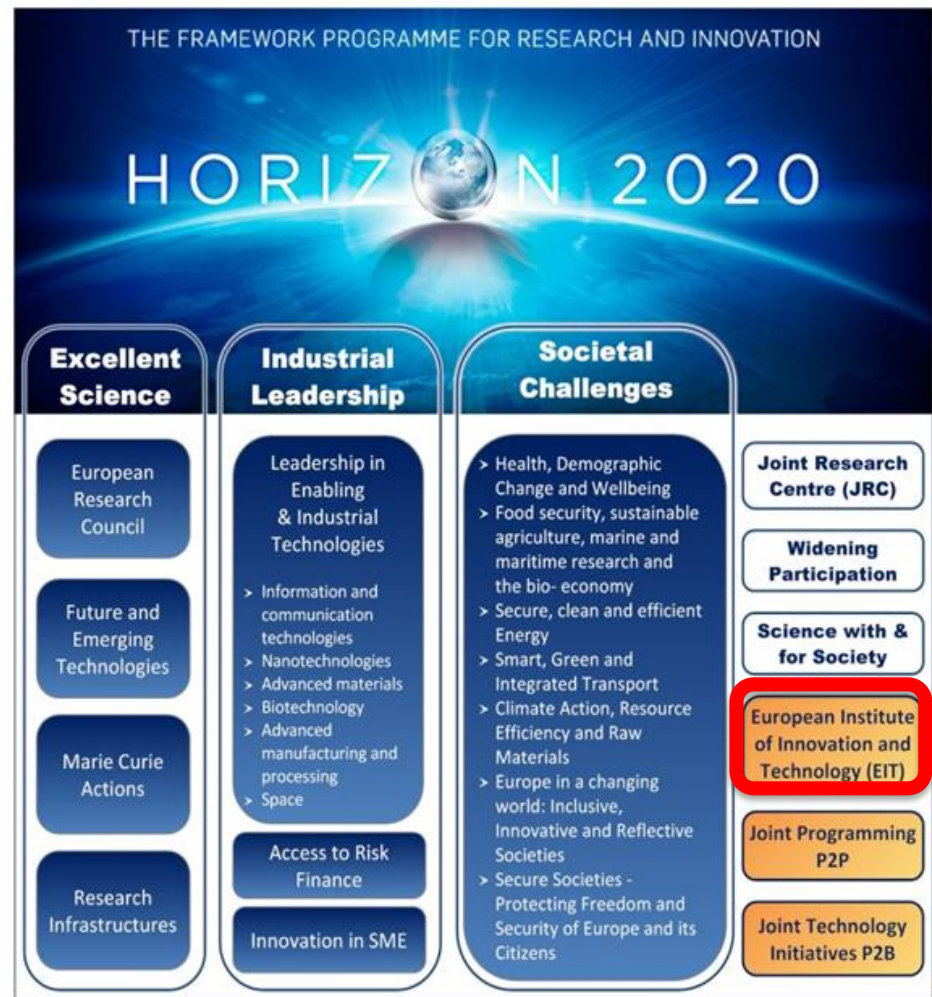 THE FRAMEWORK PROGRAMME FOR RESEARCH AND INNOVATION
HORIZON 2020
Excellent
Science
European
Research
Council
Future and
Emerging
Technologies
Marie Curie
Actions
Research
Infrastructures
Industrial
Leadership
Leadership in
Enabling
& Industrial
Technologies
➤ Information and
communication
technologies
➤ Nanotechnologies
➤ Advanced materials
➤ Biotechnology
➤ Advanced
manufacturing and
processing
➤ Space
Access to Risk
Finance
Innovation in SME
Societal
Challenges
➤ Health, Demographic
Change and Wellbeing
➤ Food security, sustainable
agriculture, marine and
maritime research and
the bio- economy
➤ Secure, clean and efficient
Energy
➤ Smart, Green and
Integrated Transport
➤ Climate Action, Resource
Efficiency and Raw
Materials
➤ Europe in a changing
world: Inclusive,
Innovative and Reflective
Societies
➤ Secure Societies -
Protecting Freedom and
Security of Europe and its
Citizens
Joint Research
Centre (JRC)
Widening
Participation
Science with &
for Society
European Institute
of Innovation and
Technology (EIT)
Joint Programming
P2P
Joint Technology
Initiatives P2B